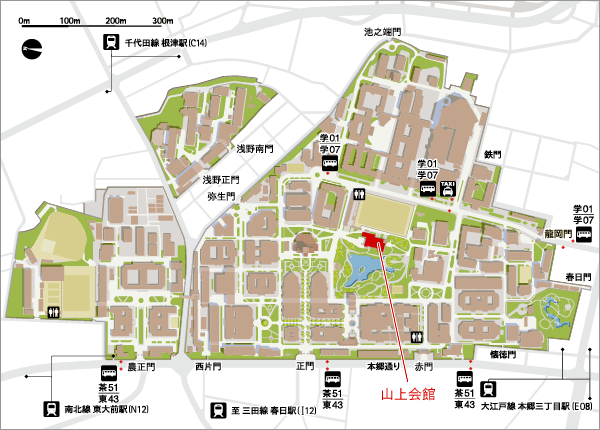 0m 100m 200m 300m
千代田線 根津駅(C14)
池之端門
浅野南門
学01
学07
学01
学07
TAXI
鉄門
浅野正門
弥生門
学01
学07
龍岡門
春日門
懐徳門
農正門
西片門
正門
本郷通り
赤門
茶51
東43
茶51
東43
茶51
東43
山上会館
南北線 東大前駅(N12)
至 三田線 春日駅(I12)
大江戸線 本郷三丁目駅(E08)